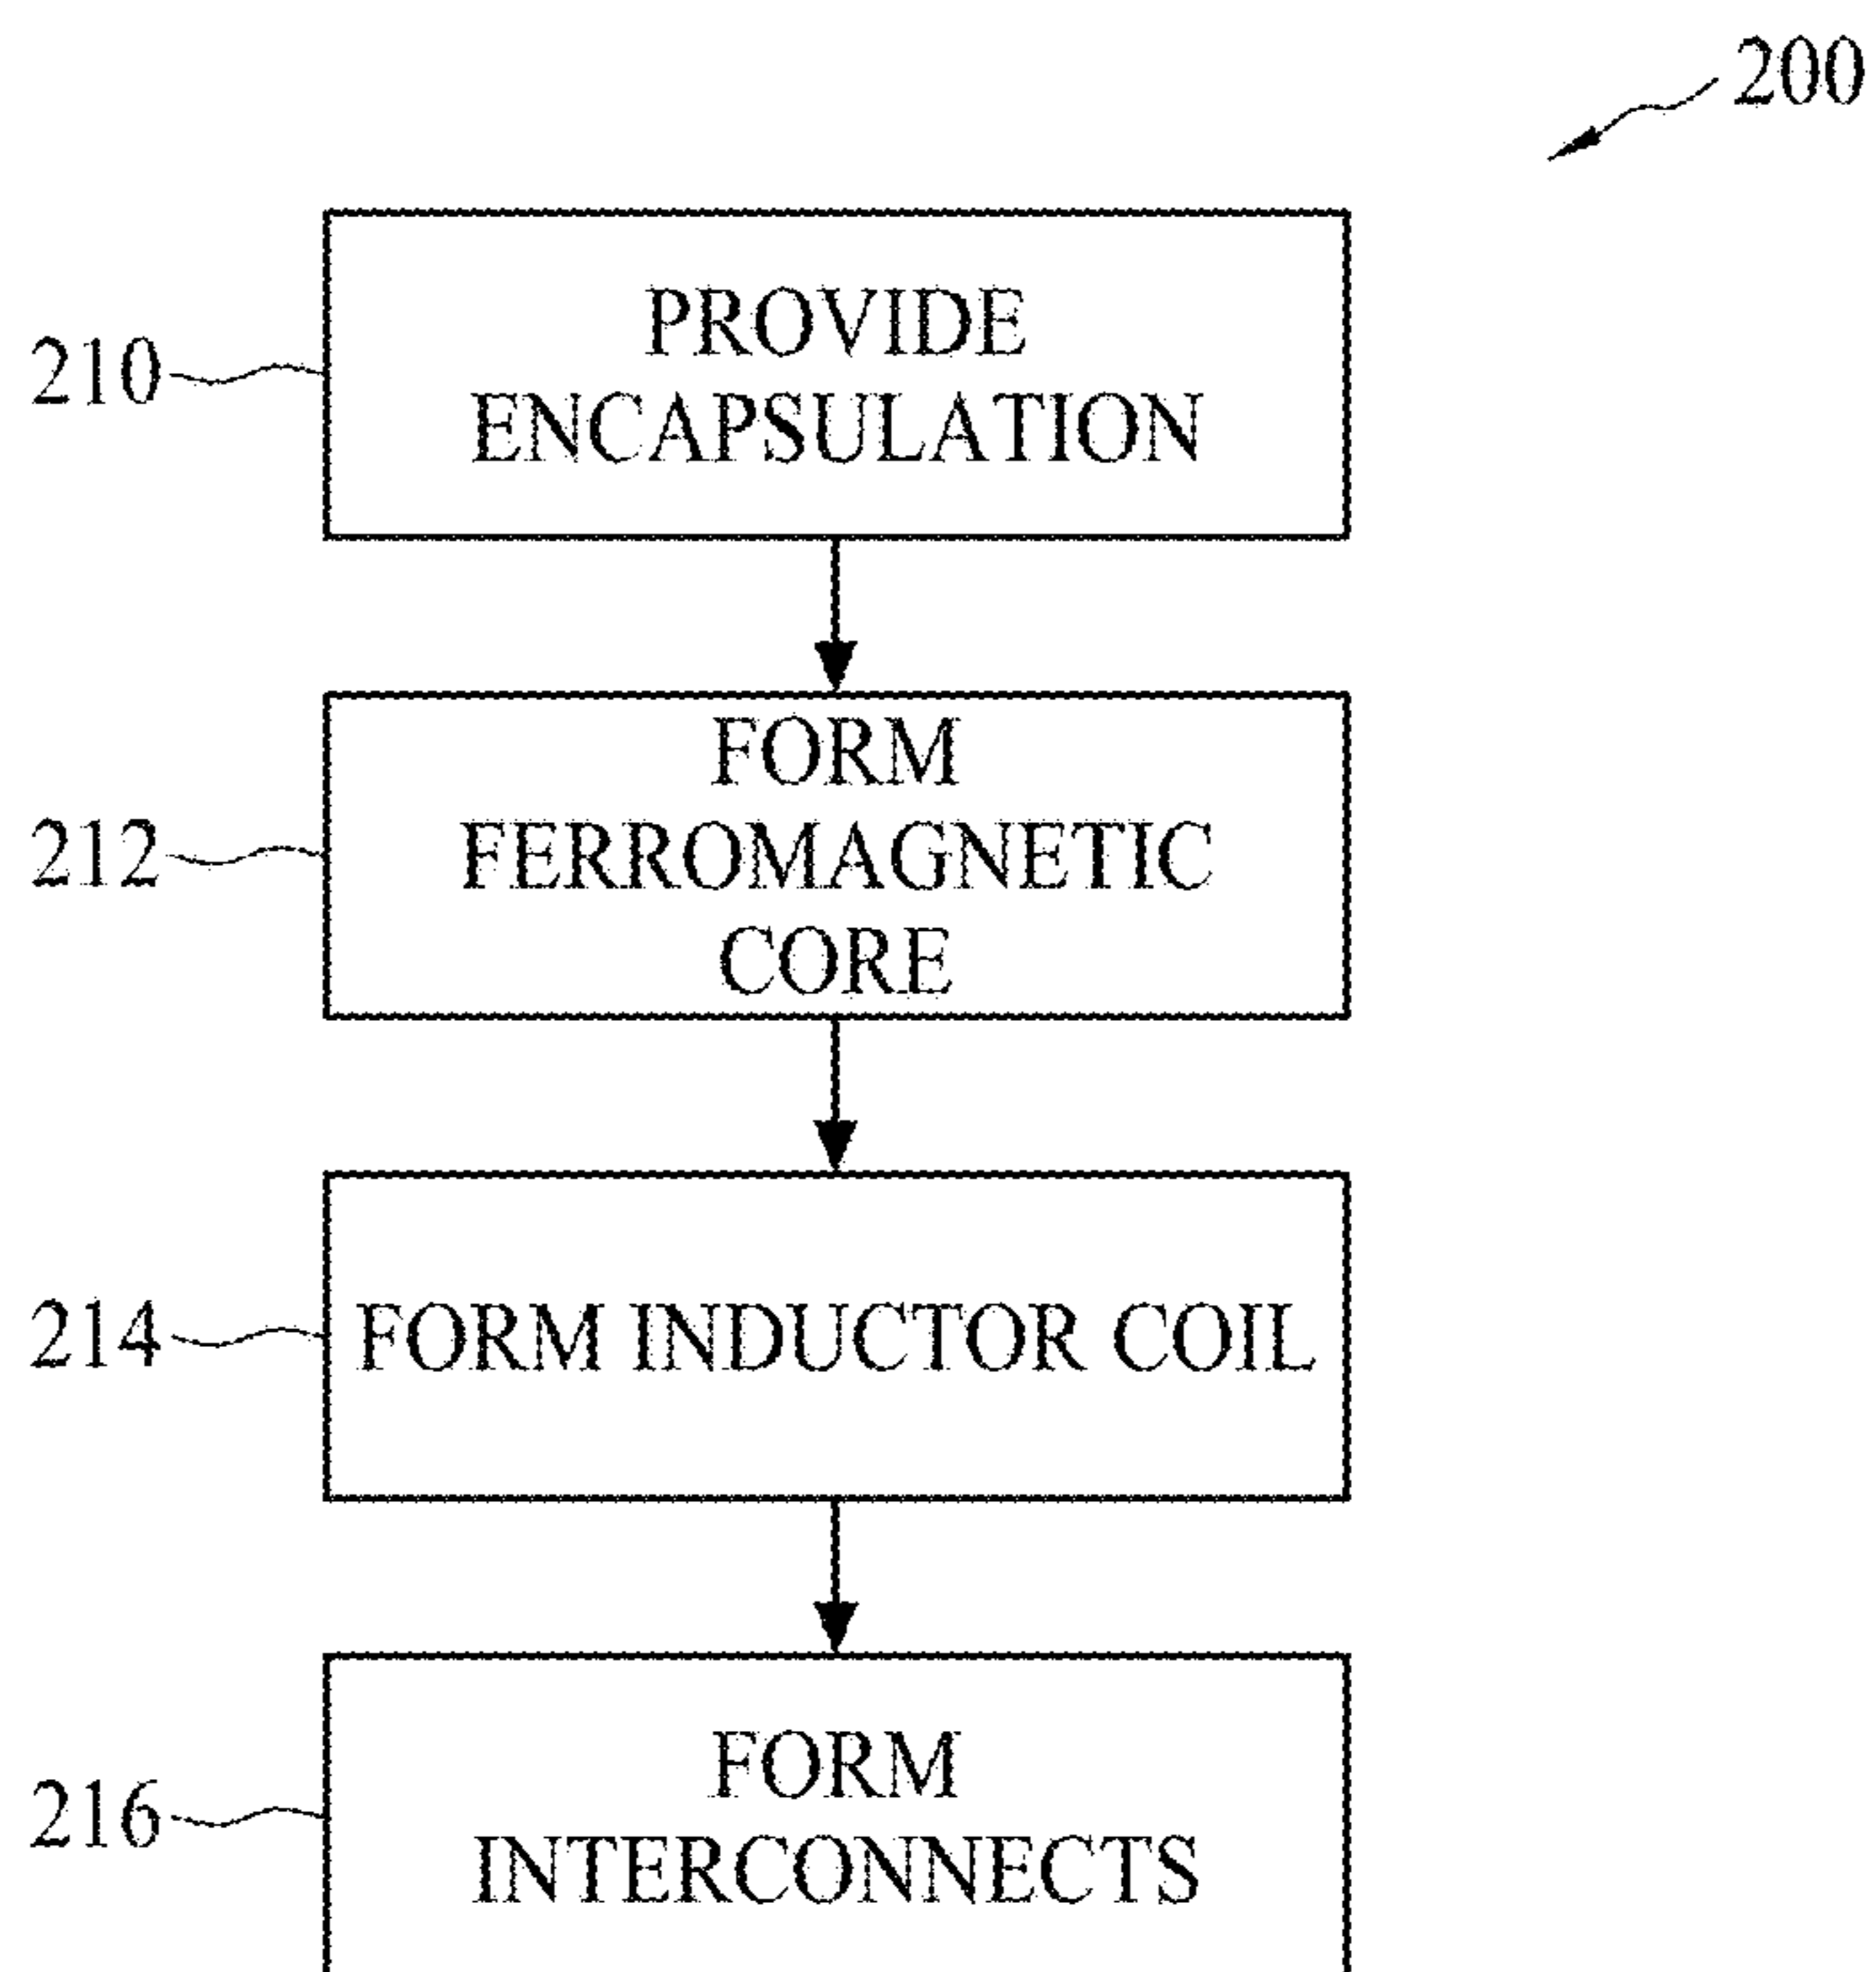 200
210
PROVIDE
ENCAPSULATION
212
FORM
FERROMAGNETIC
CORE
214
FORM INDUCTOR COIL
216
FORM
INTERCONNECTS